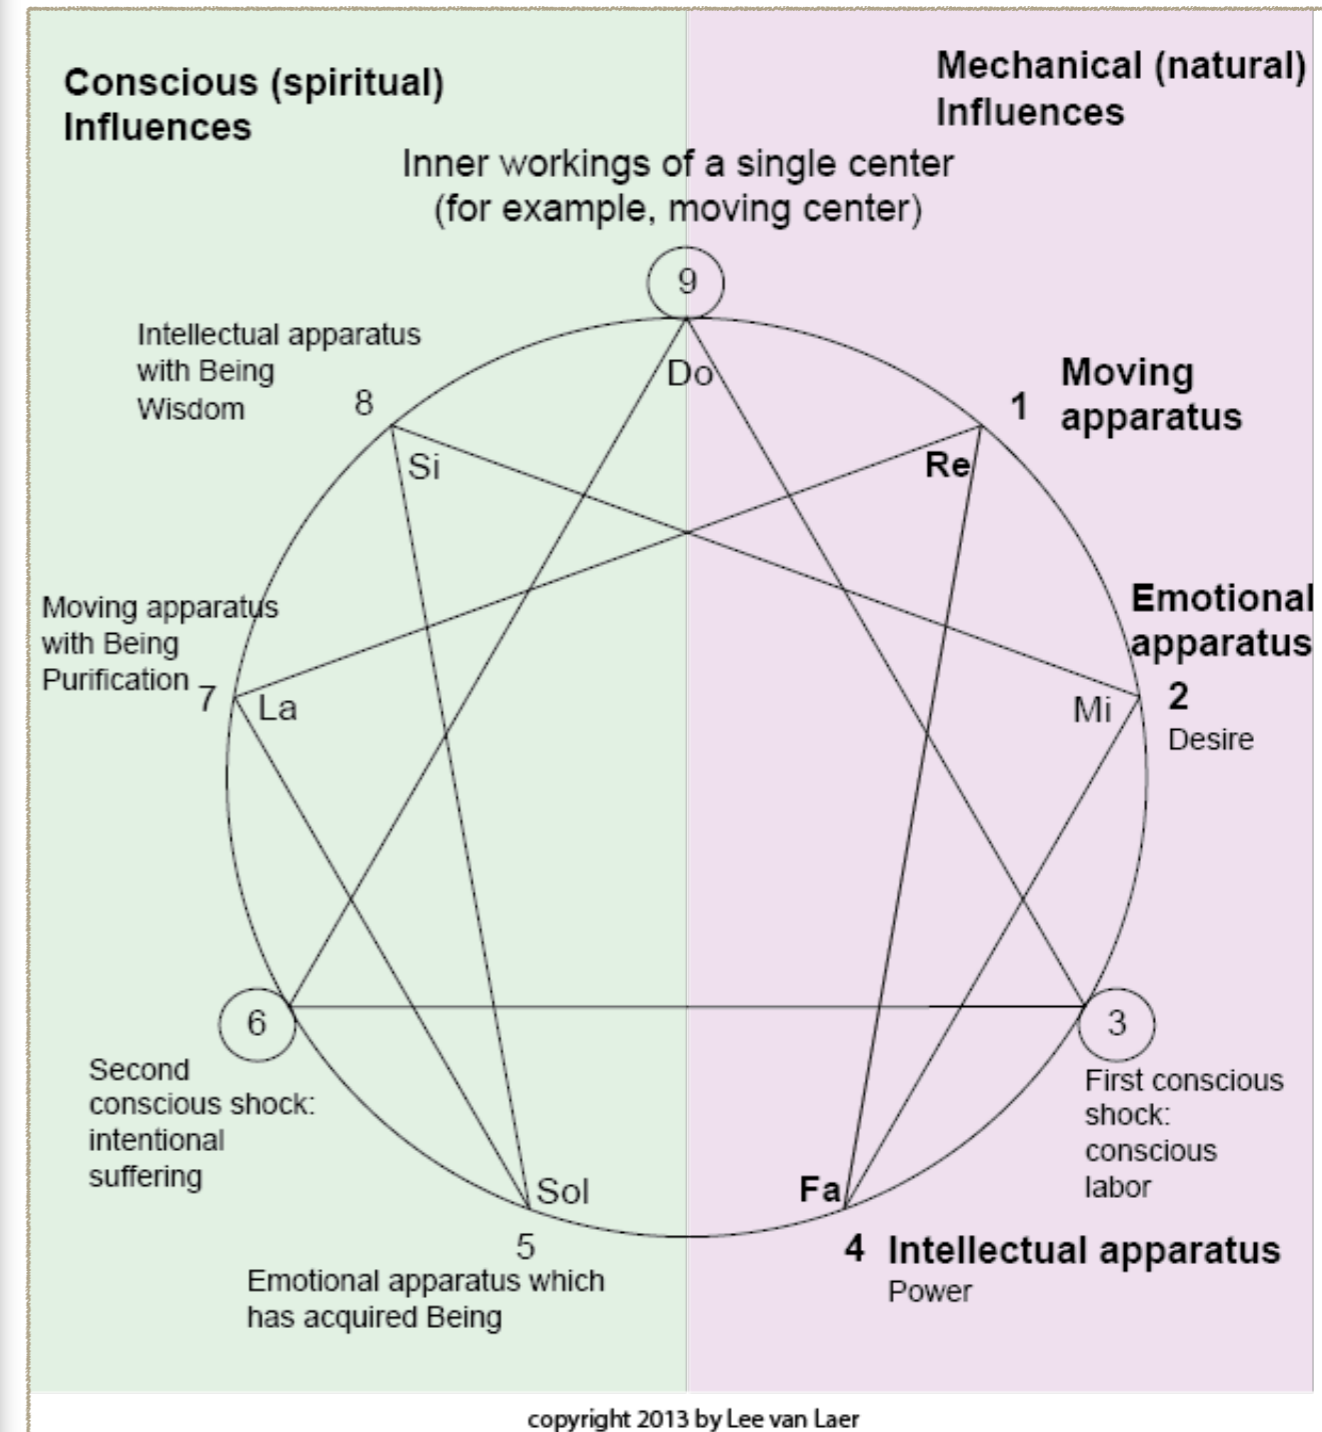 Conscious (spiritual)
Influences
Mechanical (natural)
Influences
Inner workings of a single center
(for example, moving center)
9
Do
Intellectual apparatus
with Being
Wisdom
8
Si
1
Moving
apparatus
Re
Moving apparatus
with Being
Purification
7
La
Emotional
apparatus
Mi
2
Desire
6
Second
conscious shock:
intentional
suffering
3
First conscious
shock:
conscious
labor
Sol
5
Emotional apparatus which
has acquired Being
Fa
4 Intellectual apparatus
Power
copyright 2013 by Lee van Laer